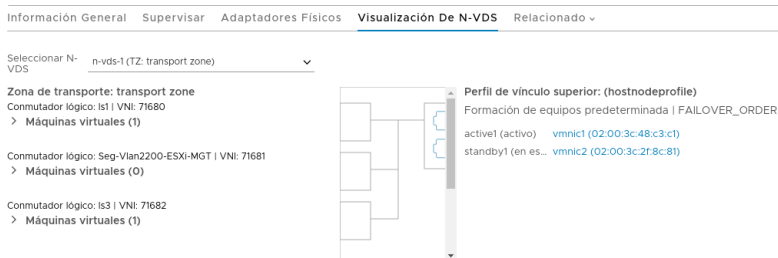 Información General Supervisar Adaptadores Físicos Visualización De N-VDS Relacionado
Seleccionar N-VDS n-vds-1 (TZ: transport zone)
Zona de transporte: transport zone
Conmutador lógico: ls1 | VNI: 71680
Máquinas virtuales (1)
Conmutador lógico: Seg-Vlan2200-ESXi-MGT | VNI: 71681
Máquinas virtuales (0)
Conmutador lógico: ls3 | VNI: 71682
Máquinas virtuales (1)
Perfil de vínculo superior: (hostnodeprofile)
Formación de equipos predeterminada | FAILOVER_ORDER
active1 (activo) vmnic1 (02:00:3c:48:c3:c1)
standby1 (en es... vmnic2 (02:00:3c:2f:8c:81)